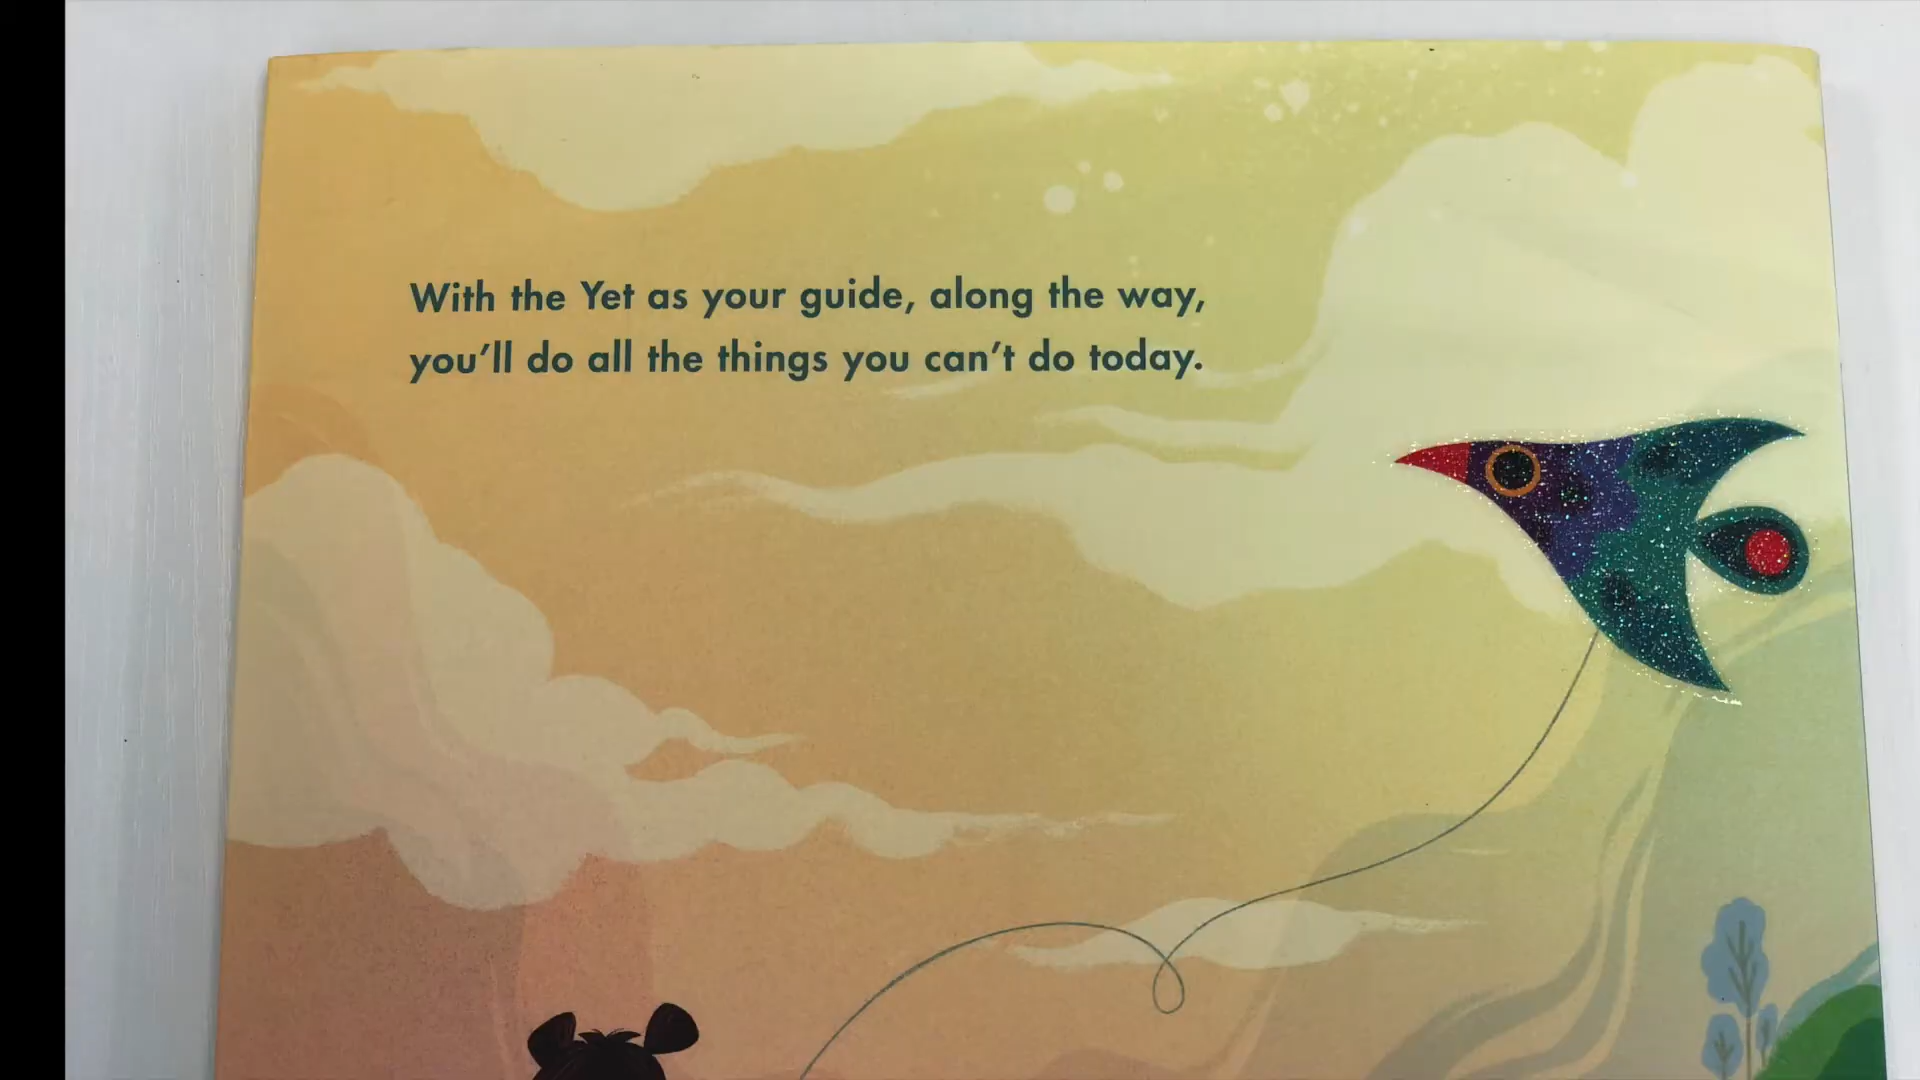 With the Yet as your guide, along the way,
you’ll do all the things you can’t do today.